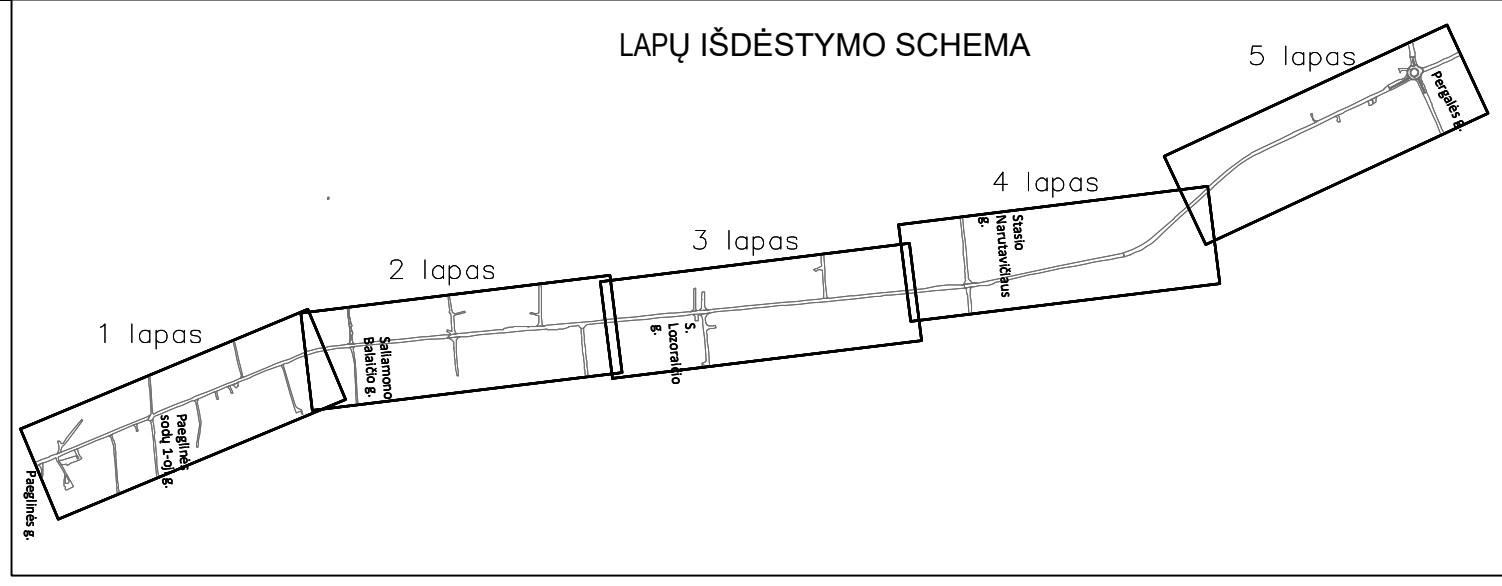 LAPŲ IŠDĖSTYMO SCHEMA
1 lapas
2 lapas
3 lapas
4 lapas
5 lapas
Paeglinės g.
Paeglinės
sodų 1-oji g.
Saliamono
Balaičio g.
S.
Lozoraičio
g.
Stasio
Narutavičiaus
g.
Pergalės g.